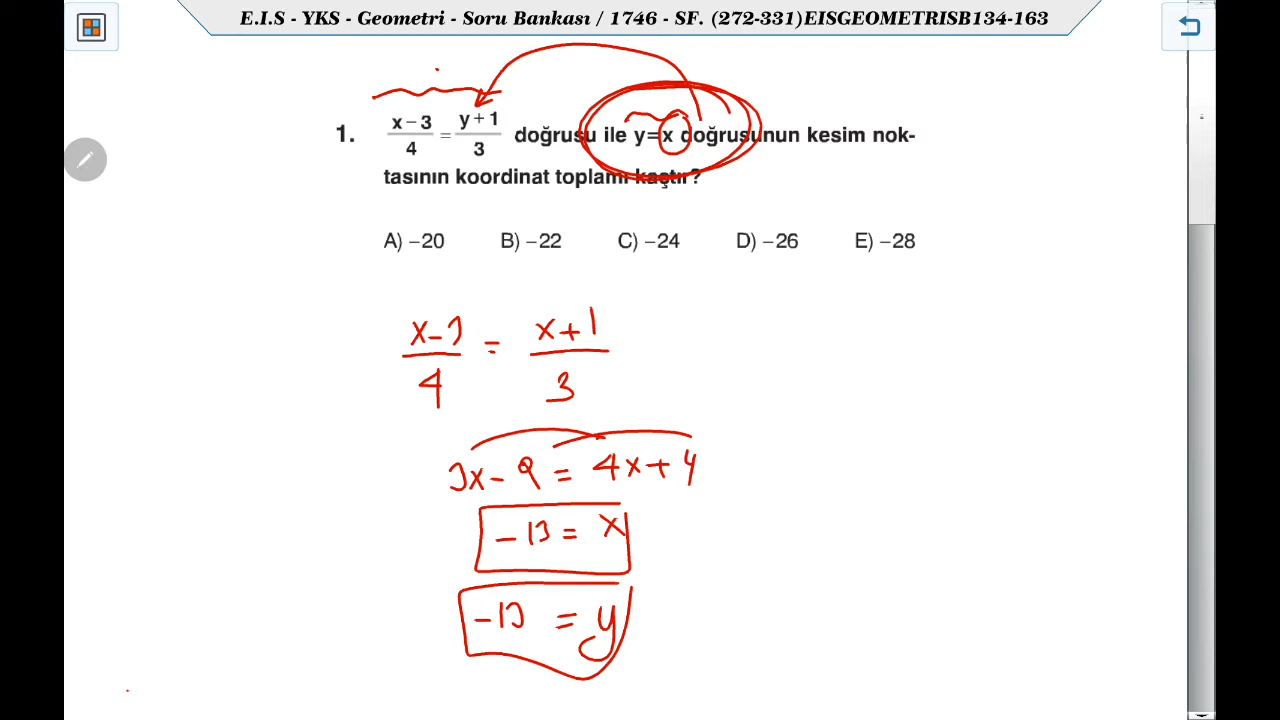 E.I.S - YKS - Geometri - Soru Bankası / 1746 - SF. (272-331)EISGEOMETRISB134-163
1. x − 3 / 4 = y + 1 / 3 doğrusu ile y=x doğrusunun kesim nok-
tasının koordinat toplamı kaçtır?
A) −20 B) −22 C) −24 D) −26 E) −28
x − 3 / 4 = x + 1 / 3
3x − 9 = 4x + 4
−13 = x
−13 = y